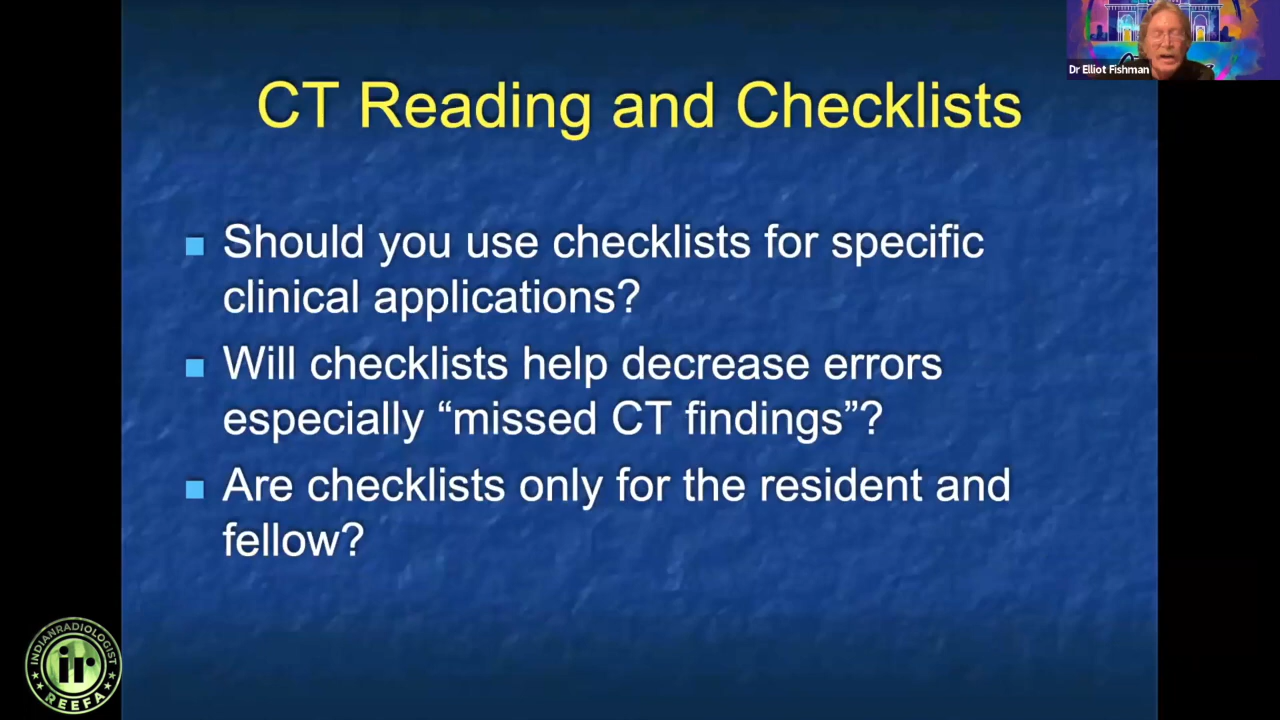 Dr Elliot Fishman
CT Reading and Checklists
Should you use checklists for specific
clinical applications?
Will checklists help decrease errors
especially “missed CT findings”?
Are checklists only for the resident and
fellow?
INDIANRADIOLOGIST
ir
REEFA